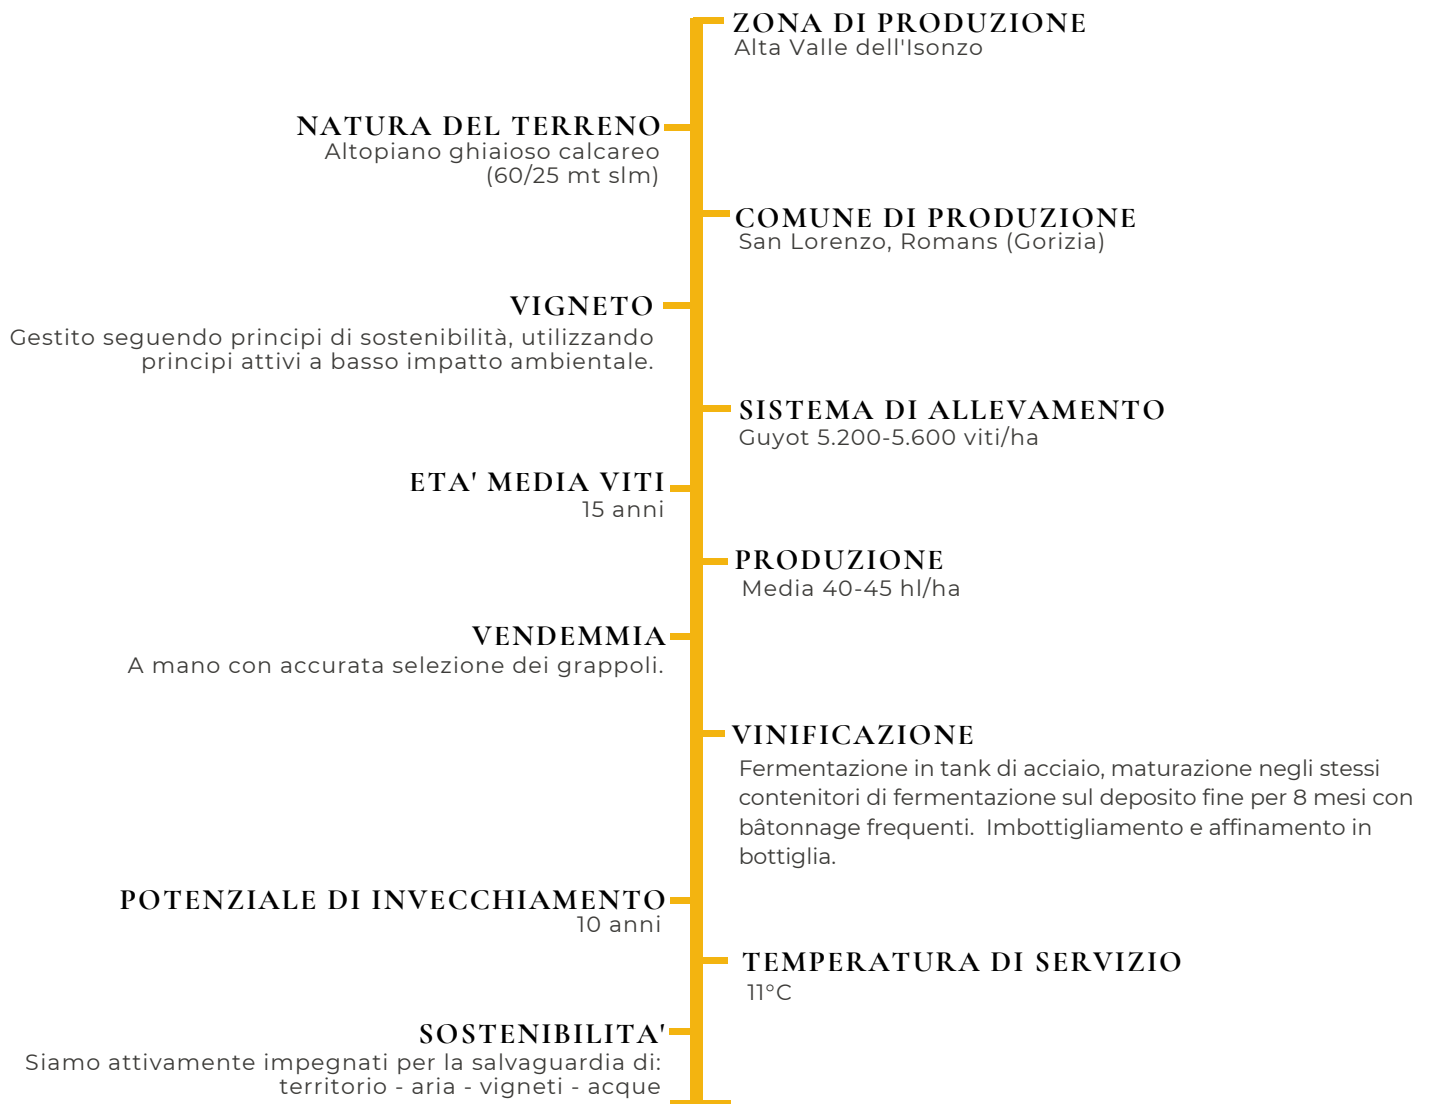 ZONA DI PRODUZIONE
Alta Valle dell'Isonzo
NATURA DEL TERRENO
Altopiano ghiaioso calcareo
(60/25 mt slm)
COMUNE DI PRODUZIONE
San Lorenzo, Romans (Gorizia)
VIGNETO
Gestito seguendo principi di sostenibilità, utilizzando
principi attivi a basso impatto ambientale.
SISTEMA DI ALLEVAMENTO
Guyot 5.200-5.600 viti/ha
ETA' MEDIA VITI
15 anni
PRODUZIONE
Media 40-45 hl/ha
VENDEMMIA
A mano con accurata selezione dei grappoli.
VINIFICAZIONE
Fermentazione in tank di acciaio, maturazione negli stessi
contenitori di fermentazione sul deposito fine per 8 mesi con
bâtonnage frequenti.  Imbottigliamento e affinamento in
bottiglia.
POTENZIALE DI INVECCHIAMENTO
10 anni
TEMPERATURA DI SERVIZIO
11°C
SOSTENIBILITA'
Siamo attivamente impegnati per la salvaguardia di:
territorio - aria - vigneti - acque